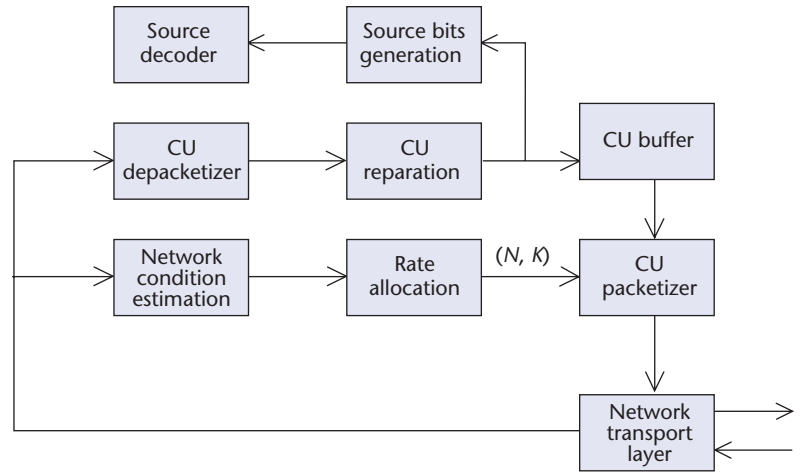 Source
decoder
Source bits
generation
CU
depacketizer
CU
reparation
CU buffer
Network
condition
estimation
Rate
allocation
(N, K)
CU
packetizer
Network
transport
layer